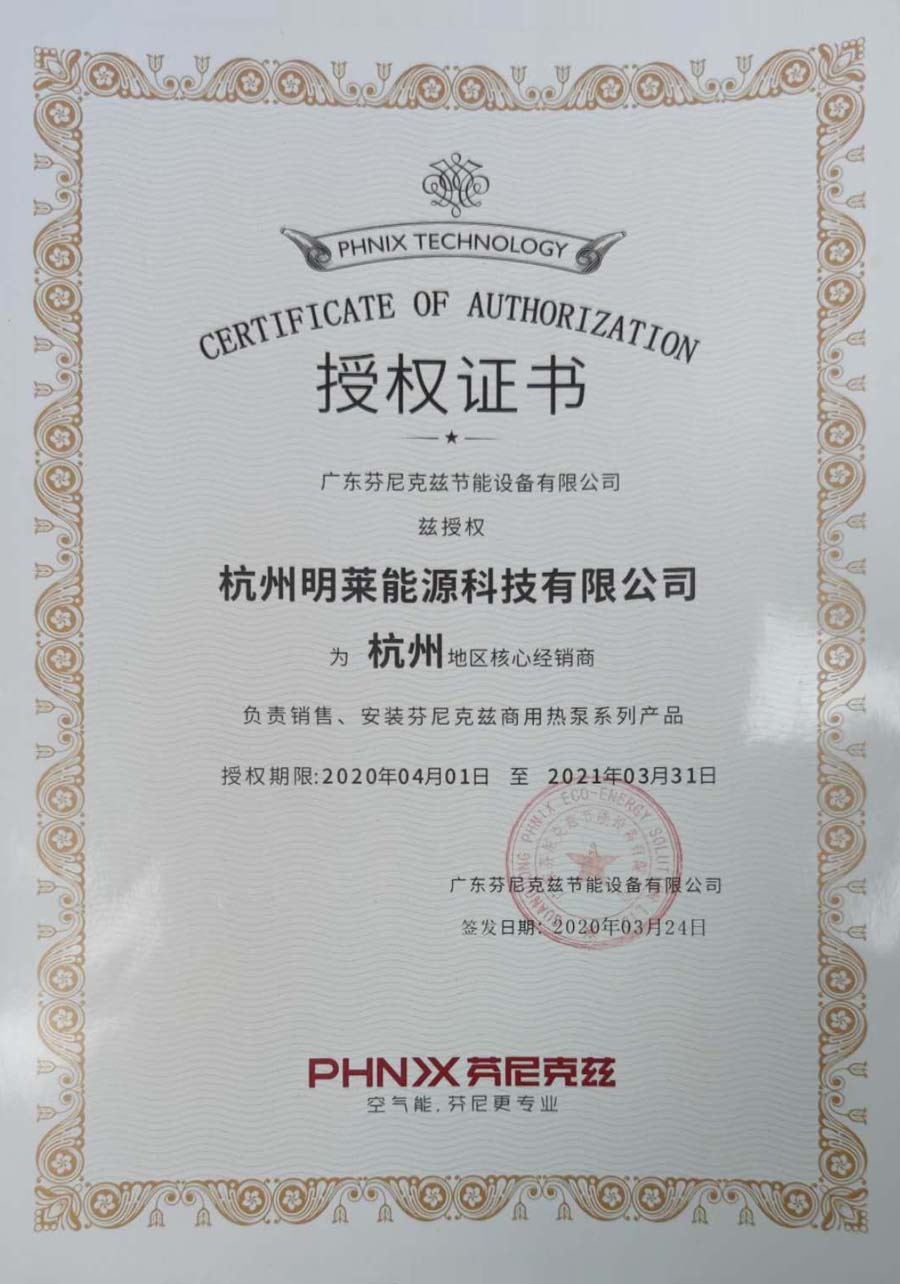 PHNIX TECHNOLOGY
CERTIFICATE OF AUTHORIZATION
授权证书
广东芬尼克兹节能设备有限公司
兹授权
杭州明莱能源科技有限公司
为 杭州 地区核心经销商
负责销售、安装芬尼克兹商用热泵系列产品
授权期限:2020年04月01日 至 2021年03月31日
GUANGDONG PHNIX ECO-ENERGY SOLUTION LTD
广东芬尼克兹节能设备有限公司
签发日期: 2020年03月24日
PHNIX 芬尼克兹
空气能,芬尼更专业